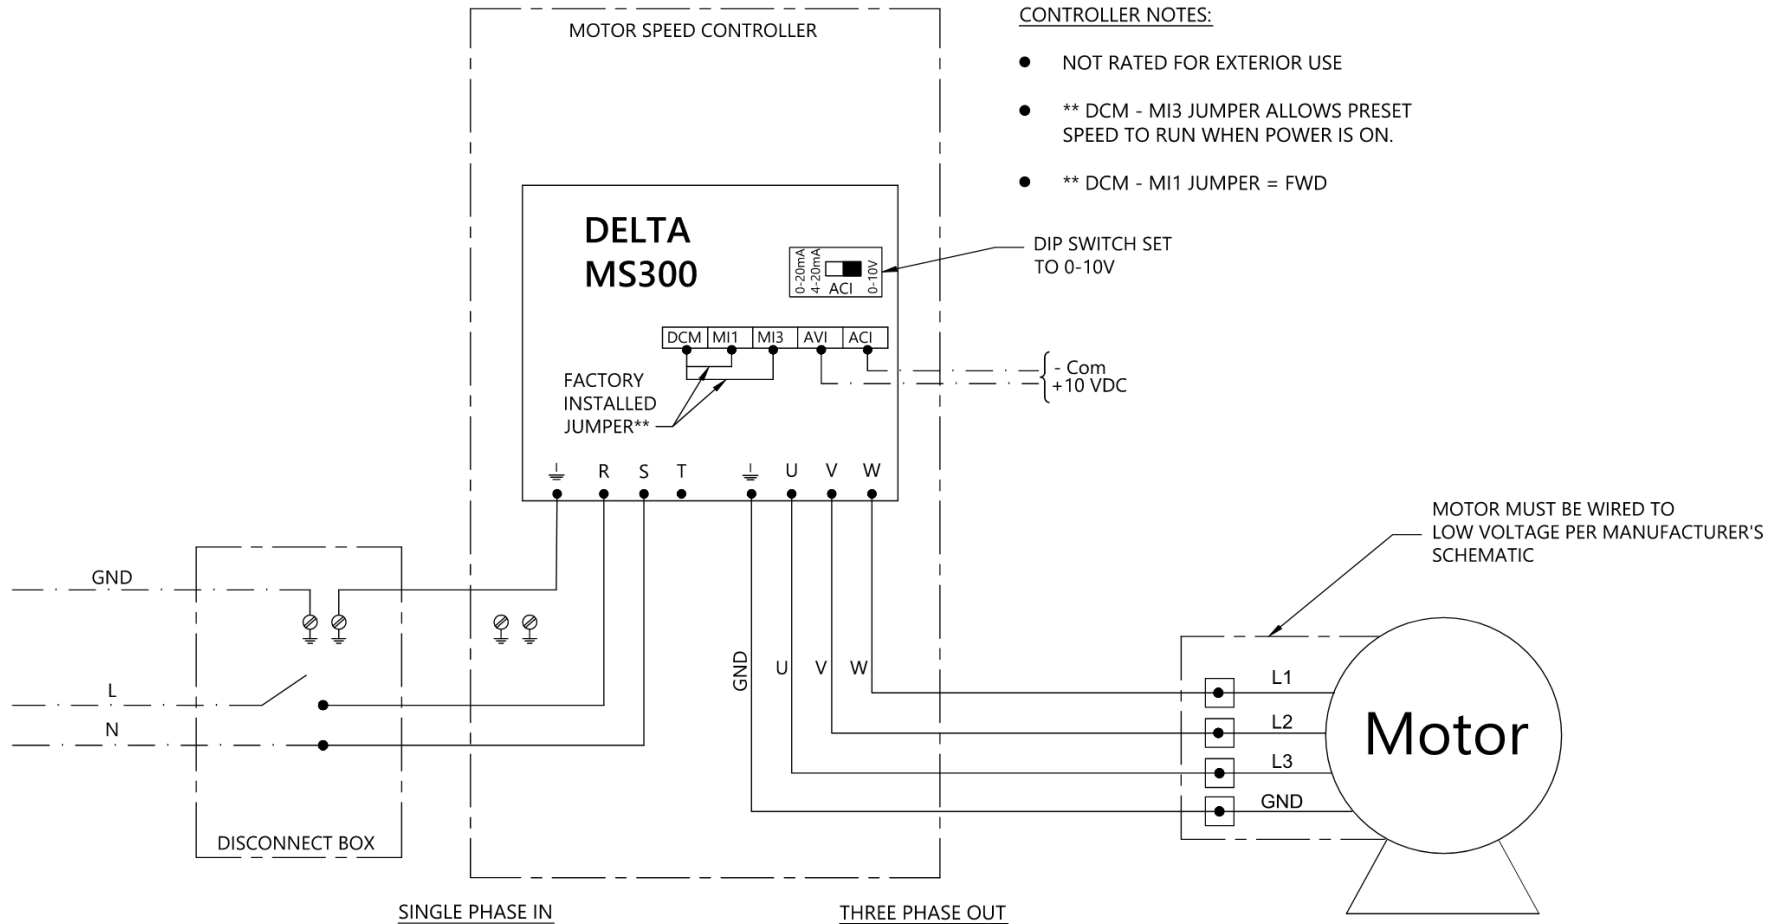 MOTOR SPEED CONTROLLER
CONTROLLER NOTES:
● NOT RATED FOR EXTERIOR USE
● ** DCM - MI3 JUMPER ALLOWS PRESET
SPEED TO RUN WHEN POWER IS ON.
● ** DCM - MI1 JUMPER = FWD
DELTA
MS300
0-20mA
4-20mA
ACI
0-10V
DIP SWITCH SET
TO 0-10V
DCM MI1 MI3 AVI ACI
FACTORY
INSTALLED
JUMPER**
- Com
+10 VDC
R S T U V W
MOTOR MUST BE WIRED TO
LOW VOLTAGE PER MANUFACTURER'S
SCHEMATIC
GND
L
N
DISCONNECT BOX
GND U V W
L1
L2
L3
GND
Motor
SINGLE PHASE IN
THREE PHASE OUT